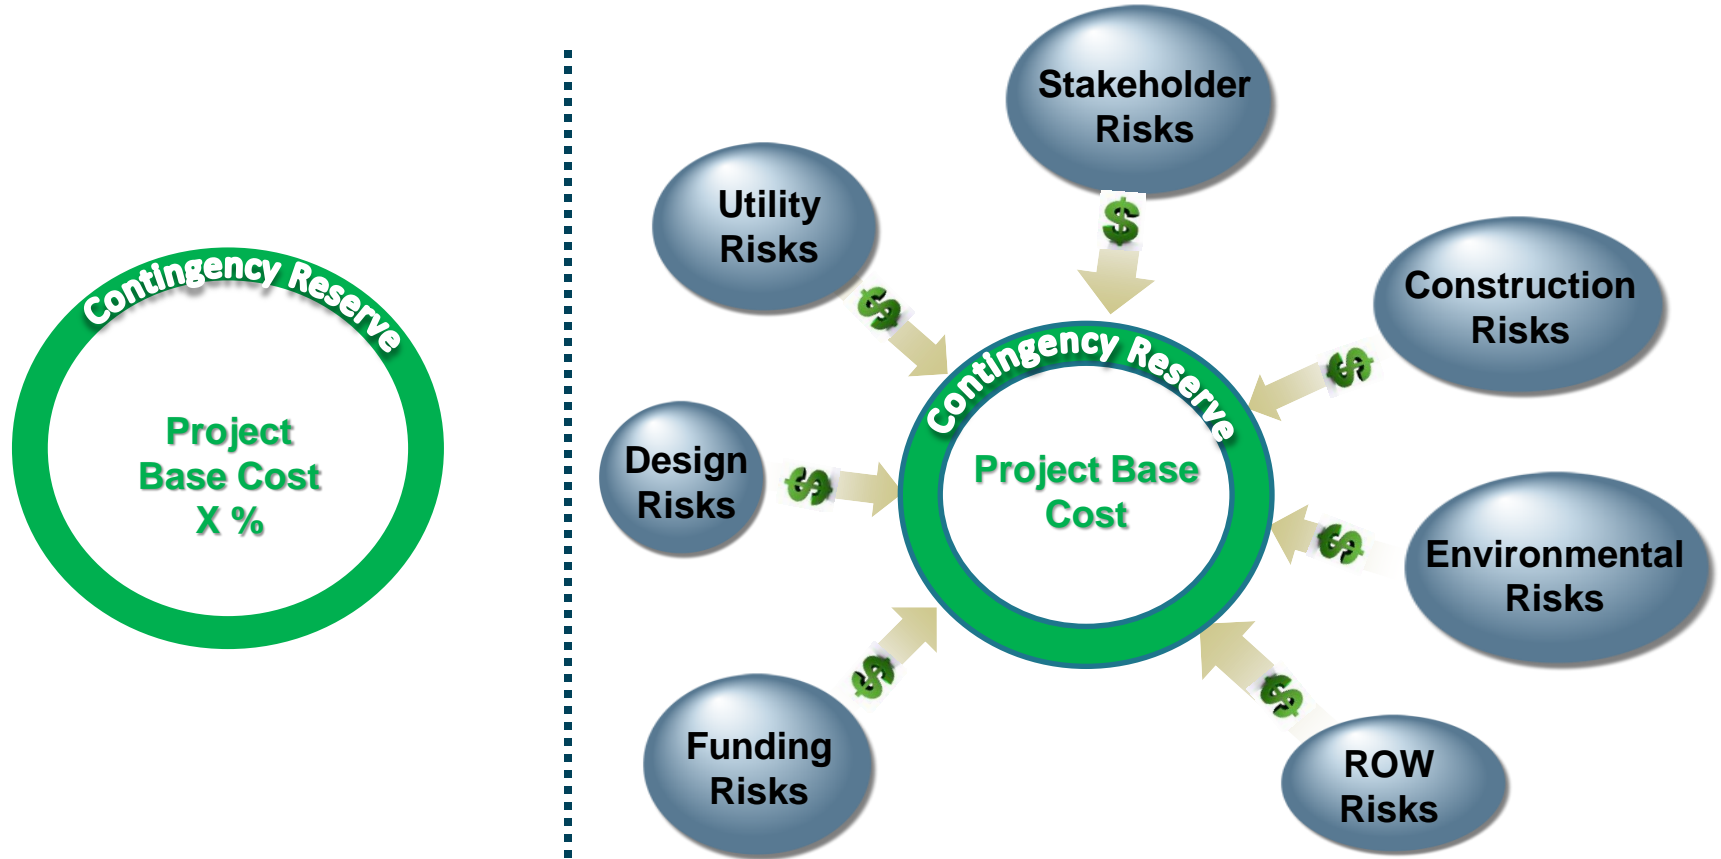 Contingency Reserve
Project
Base Cost
X %
Stakeholder
Risks
Utility
Risks
$
Construction
Risks
$
$
Contingency Reserve
Design
Risks
$
Project Base
Cost
$
Environmental
Risks
Funding
Risks
$
$
ROW
Risks